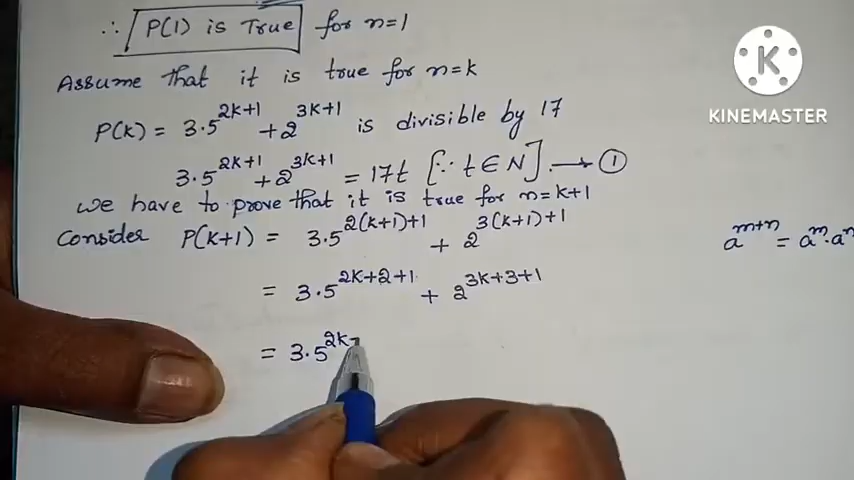 ∴ P(1) is True for n=1
Assume that it is true for n=k
P(k) = 3·5^{2k+1} + 2^{3k+1} is divisible by 17
3·5^{2k+1} + 2^{3k+1} = 17t [∵ t∈N] → ①
we have to prove that it is true for n=k+1
Consider P(k+1) = 3·5^{2(k+1)+1} + 2^{3(k+1)+1}
a^{m+n} = a^m·a^n
= 3·5^{2k+2+1} + 2^{3k+3+1}
= 3·5^{2k
K
KINEMASTER